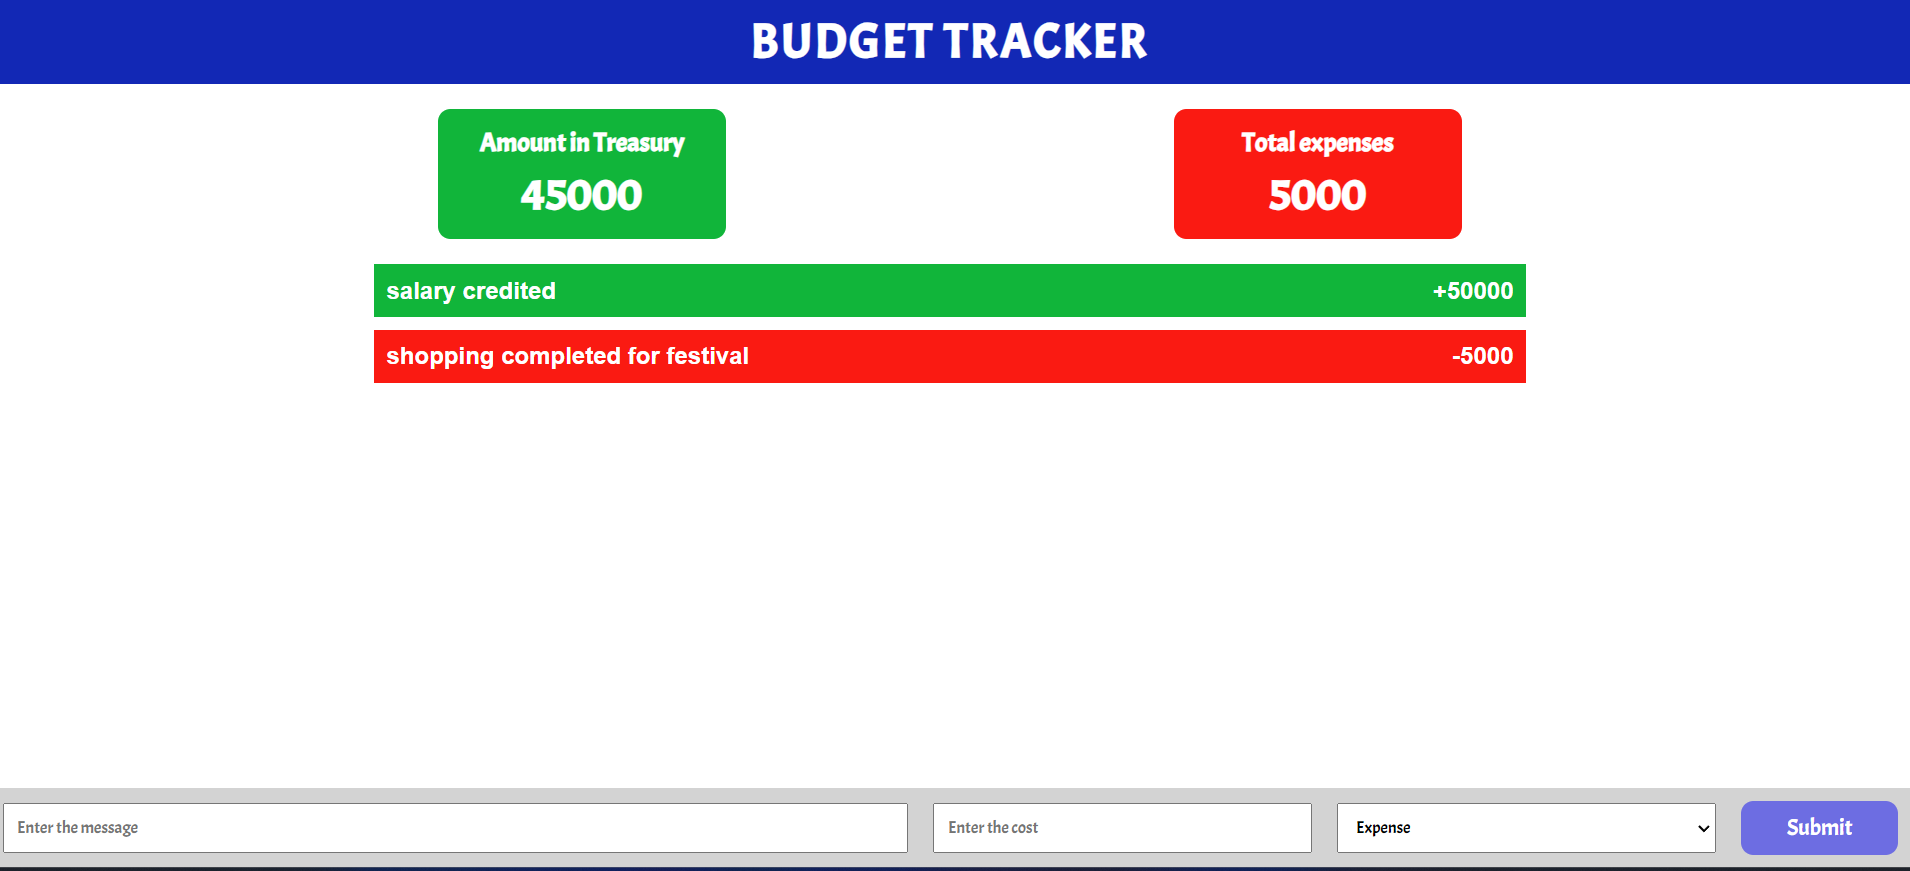 BUDGET TRACKER
Amount in Treasury
45000
Total expenses
5000
salary credited +50000
shopping completed for festival -5000
Enter the message Enter the cost Expense Submit